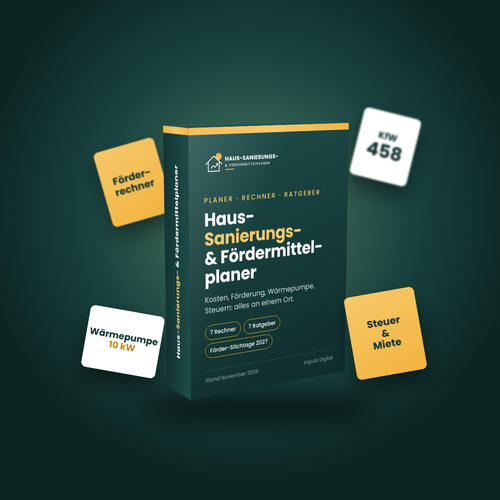 Förder-
rechner
KfW
458
HAUS-SANIERUNGS-
& FÖRDERMITTELPLANER
Haus-Sanierungs- & Fördermittelplaner
PLANER · RECHNER · RATGEBER
Haus-
Sanierungs-
& Fördermittel-
planer
Kosten, Förderung, Wärmepumpe,
Steuern: alles an einem Ort.
7 Rechner
7 Ratgeber
Förder-Stichtage 2027
Stand November 2026
Impuls Digital
Wärmepumpe
10 kW
Steuer
&
Miete